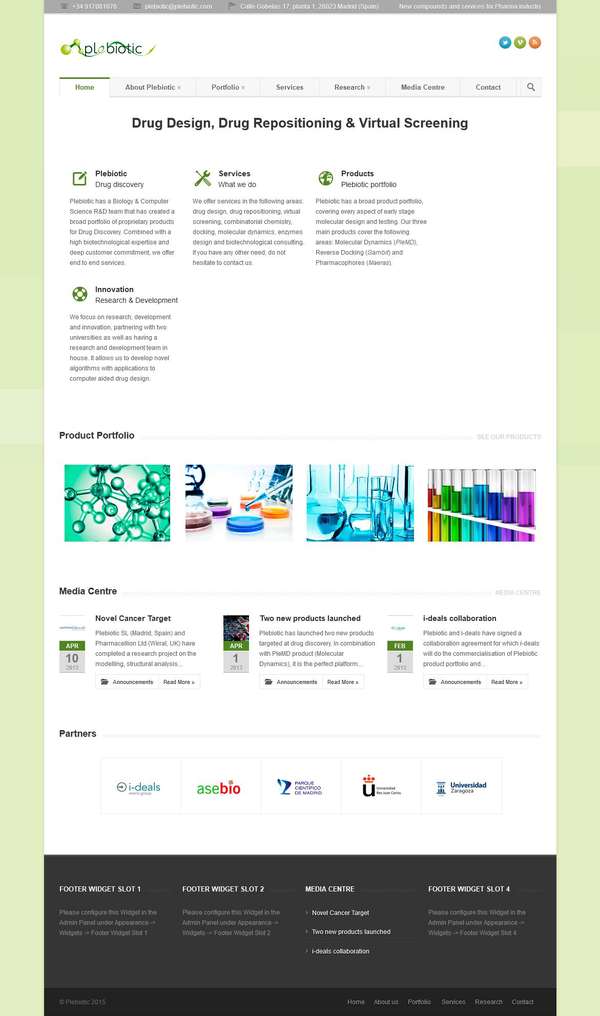 +34 917081076 plebiotic@plebiotic.com Calle Gobelas 17, planta 1, 28023 Madrid (Spain) New compounds and services for Pharma industry
plebiotic
Home About Plebiotic Portfolio Services Research Media Centre Contact
Drug Design, Drug Repositioning & Virtual Screening
Plebiotic
Drug discovery
Plebiotic has a Biology & Computer
Science R&D team that has created a
broad portfolio of proprietary products
for Drug Discovery. Combined with a
high biotechnological expertise and
deep customer commitment, we offer
end to end services.
Services
What we do
We offer services in the following areas:
drug design, drug repositioning, virtual
screening, combinatorial chemistry,
docking, molecular dynamics, enzymes
design and biotechnological consulting.
If you have any other need, do not
hesitate to contact us.
Products
Plebiotic portfolio
Plebiotic has a broad product portfolio,
covering every aspect of early stage
molecular design and testing. Our three
main products cover the following
areas: Molecular Dynamics (PleMD),
Reverse Docking (Gambit) and
Pharmacophores (Naeraz).
Innovation
Research & Development
We focus on research, development
and innovation, partnering with two
universities as well as having a
research and development team in
house. It allows us to develop novel
algorithms with applications to
computer aided drug design.
Product Portfolio SEE OUR PRODUCTS
Media Centre MEDIA CENTRE
APR
10
2013
Novel Cancer Target
Plebiotic SL (Madrid, Spain) and
Pharmacelltion Ltd (Wirral, UK) have
completed a research project on the
modelling, structural analysis...
Announcements Read More »
APR
1
2013
Two new products launched
Plebiotic has launched two new products
targeted at drug discovery. In combination
with PleMD product (Molecular
Dynamics), it is the perfect platform...
Announcements Read More »
FEB
1
2013
i-deals collaboration
Plebiotic and i-deals have signed a
collaboration agreement for which i-deals
will do the commercialisation of Plebiotic
product portfolio and...
Announcements Read More »
Partners
i-deals
asebio
PARQUE
CIENTÍFICO
DE MADRID
Universidad
Rey Juan Carlos
Universidad
Zaragoza
FOOTER WIDGET SLOT 1
Please configure this Widget in the
Admin Panel under Appearance ->
Widgets -> Footer Widget Slot 1
FOOTER WIDGET SLOT 2
Please configure this Widget in the
Admin Panel under Appearance ->
Widgets -> Footer Widget Slot 2
MEDIA CENTRE
Novel Cancer Target
Two new products launched
i-deals collaboration
FOOTER WIDGET SLOT 4
Please configure this Widget in the
Admin Panel under Appearance ->
Widgets -> Footer Widget Slot 4
© Plebiotic 2015 Home About us Portfolio Services Research Contact